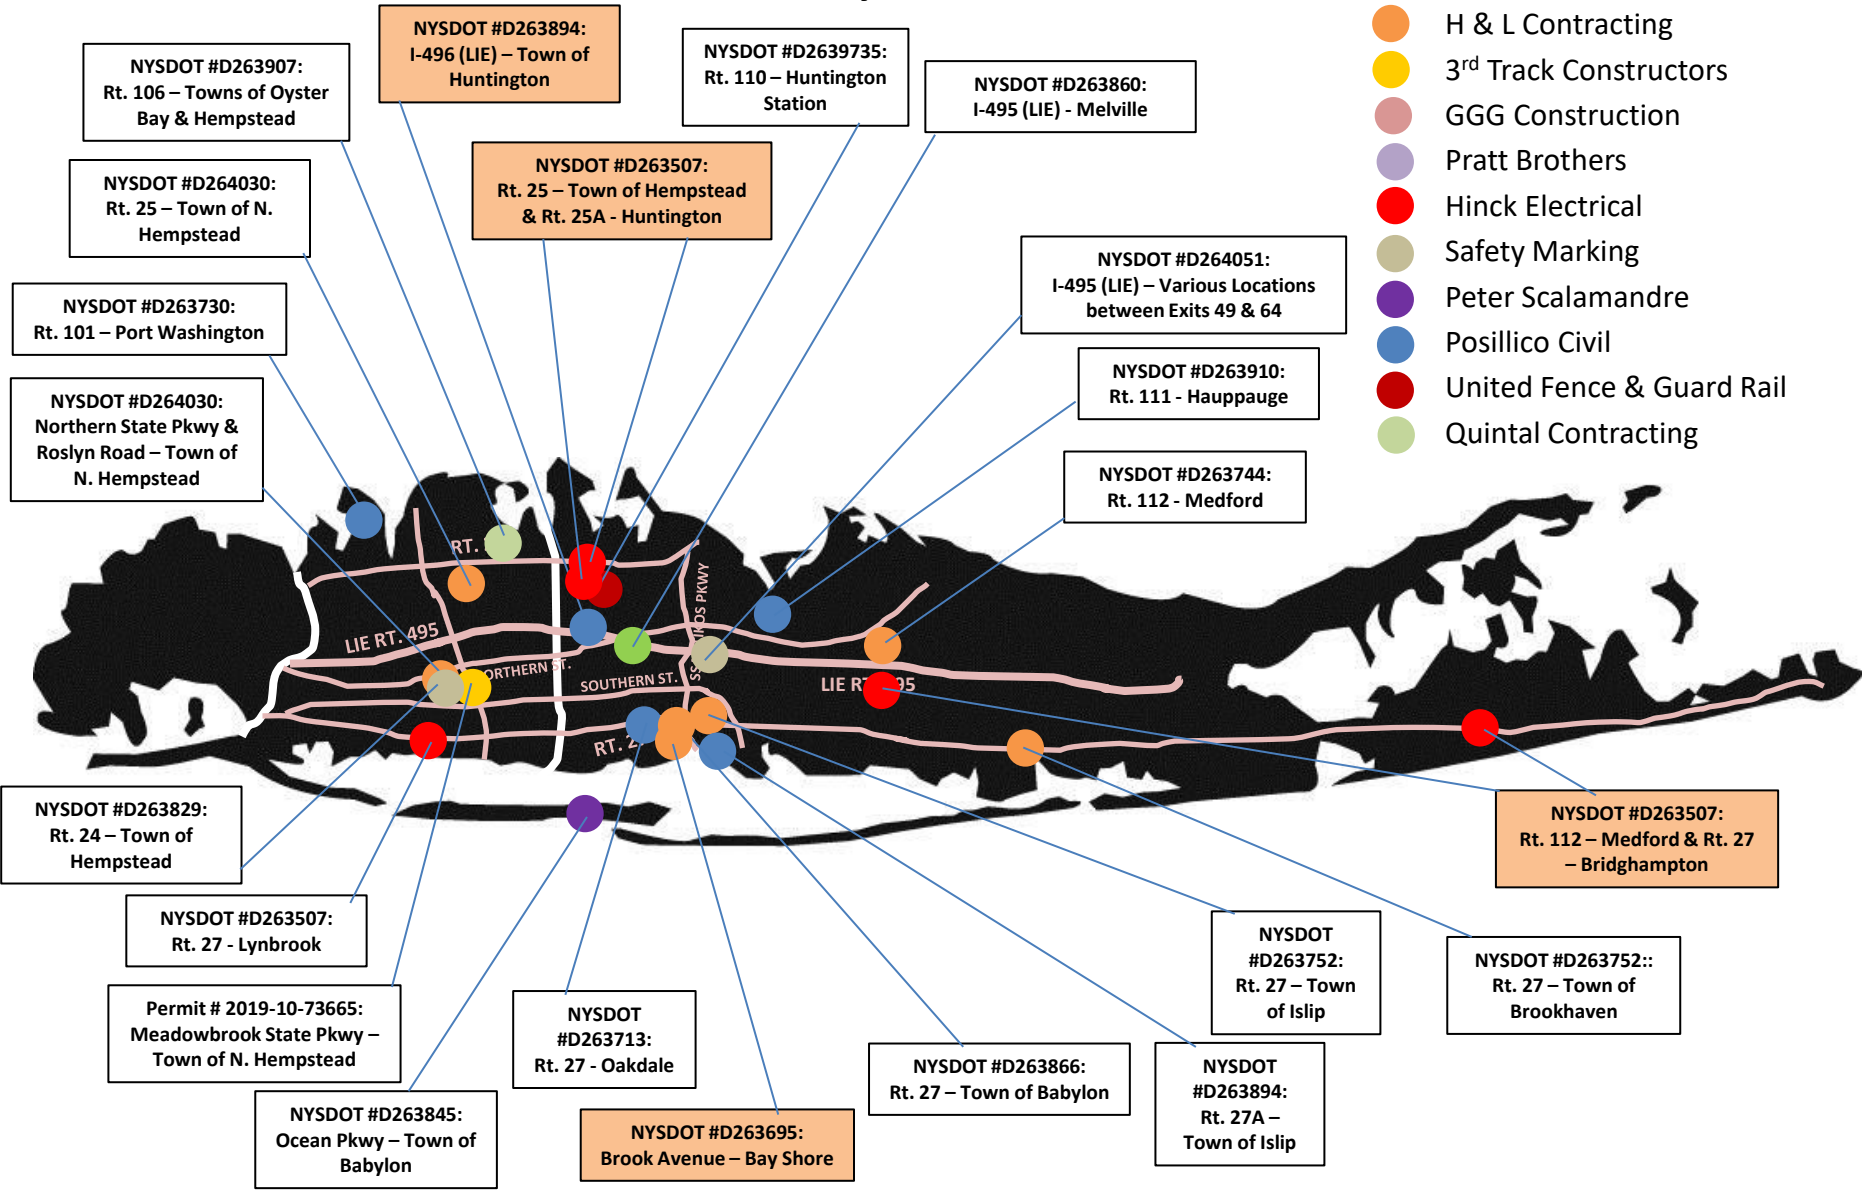 NYSDOT #D263894:
I-496 (LIE) – Town of
Huntington
NYSDOT #D263907:
Rt. 106 – Towns of Oyster
Bay & Hempstead
NYSDOT #D2639735:
Rt. 110 – Huntington
Station
NYSDOT #D263860:
I-495 (LIE) - Melville
H & L Contracting
3rd Track Constructors
GGG Construction
Pratt Brothers
Hinck Electrical
Safety Marking
Peter Scalamandre
Posillico Civil
United Fence & Guard Rail
Quintal Contracting
NYSDOT #D264030:
Rt. 25 – Town of N.
Hempstead
NYSDOT #D263507:
Rt. 25 – Town of Hempstead
& Rt. 25A - Huntington
NYSDOT #D264051:
I-495 (LIE) – Various Locations
between Exits 49 & 64
NYSDOT #D263730:
Rt. 101 – Port Washington
NYSDOT #D263910:
Rt. 111 - Hauppauge
NYSDOT #D264030:
Northern State Pkwy &
Roslyn Road – Town of
N. Hempstead
NYSDOT #D263744:
Rt. 112 - Medford
RT.
LIE RT. 495
ORTHERN ST.
SOUTHERN ST.
KOS PKWY
SS
LIE RT 95
RT. 2
NYSDOT #D263829:
Rt. 24 – Town of
Hempstead
NYSDOT #D263507:
Rt. 112 – Medford & Rt. 27
– Bridghampton
NYSDOT #D263507:
Rt. 27 - Lynbrook
NYSDOT
#D263752:
Rt. 27 – Town
of Islip
NYSDOT #D263752::
Rt. 27 – Town of
Brookhaven
Permit # 2019-10-73665:
Meadowbrook State Pkwy –
Town of N. Hempstead
NYSDOT
#D263713:
Rt. 27 - Oakdale
NYSDOT #D263866:
Rt. 27 – Town of Babylon
NYSDOT
#D263894:
Rt. 27A –
Town of Islip
NYSDOT #D263845:
Ocean Pkwy – Town of
Babylon
NYSDOT #D263695:
Brook Avenue – Bay Shore